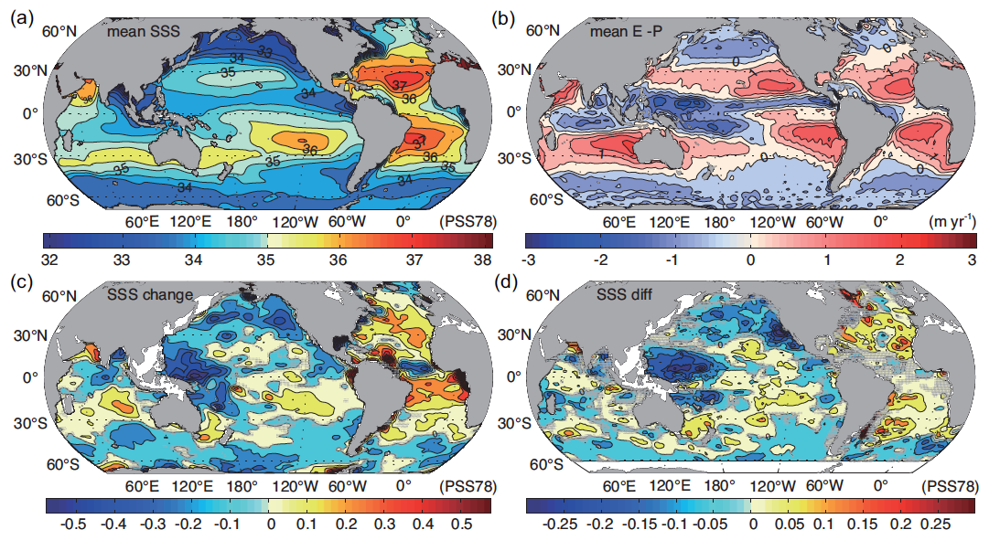 (a)
mean SSS
60°N
30°N
0°
30°S
60°S
33
34
35
34
37
36
36
35
37
36
35
34
35
34
60°E 120°E 180° 120°W 60°W 0° (PSS78)
32 33 34 35 36 37 38
(b)
mean E -P
60°N
30°N
0°
30°S
60°S
0
0
1
0
0
60°E 120°E 180° 120°W 60°W 0° (m yr-1)
-3 -2 -1 0 1 2 3
(c)
SSS change
60°N
30°N
0°
30°S
60°S
60°E 120°E 180° 120°W 60°W 0° (PSS78)
-0.5 -0.4 -0.3 -0.2 -0.1 0 0.1 0.2 0.3 0.4 0.5
(d)
SSS diff
60°N
30°N
0°
30°S
60°S
60°E 120°E 180° 120°W 60°W 0° (PSS78)
-0.25 -0.2 -0.15 -0.1 -0.05 0 0.05 0.1 0.15 0.2 0.25